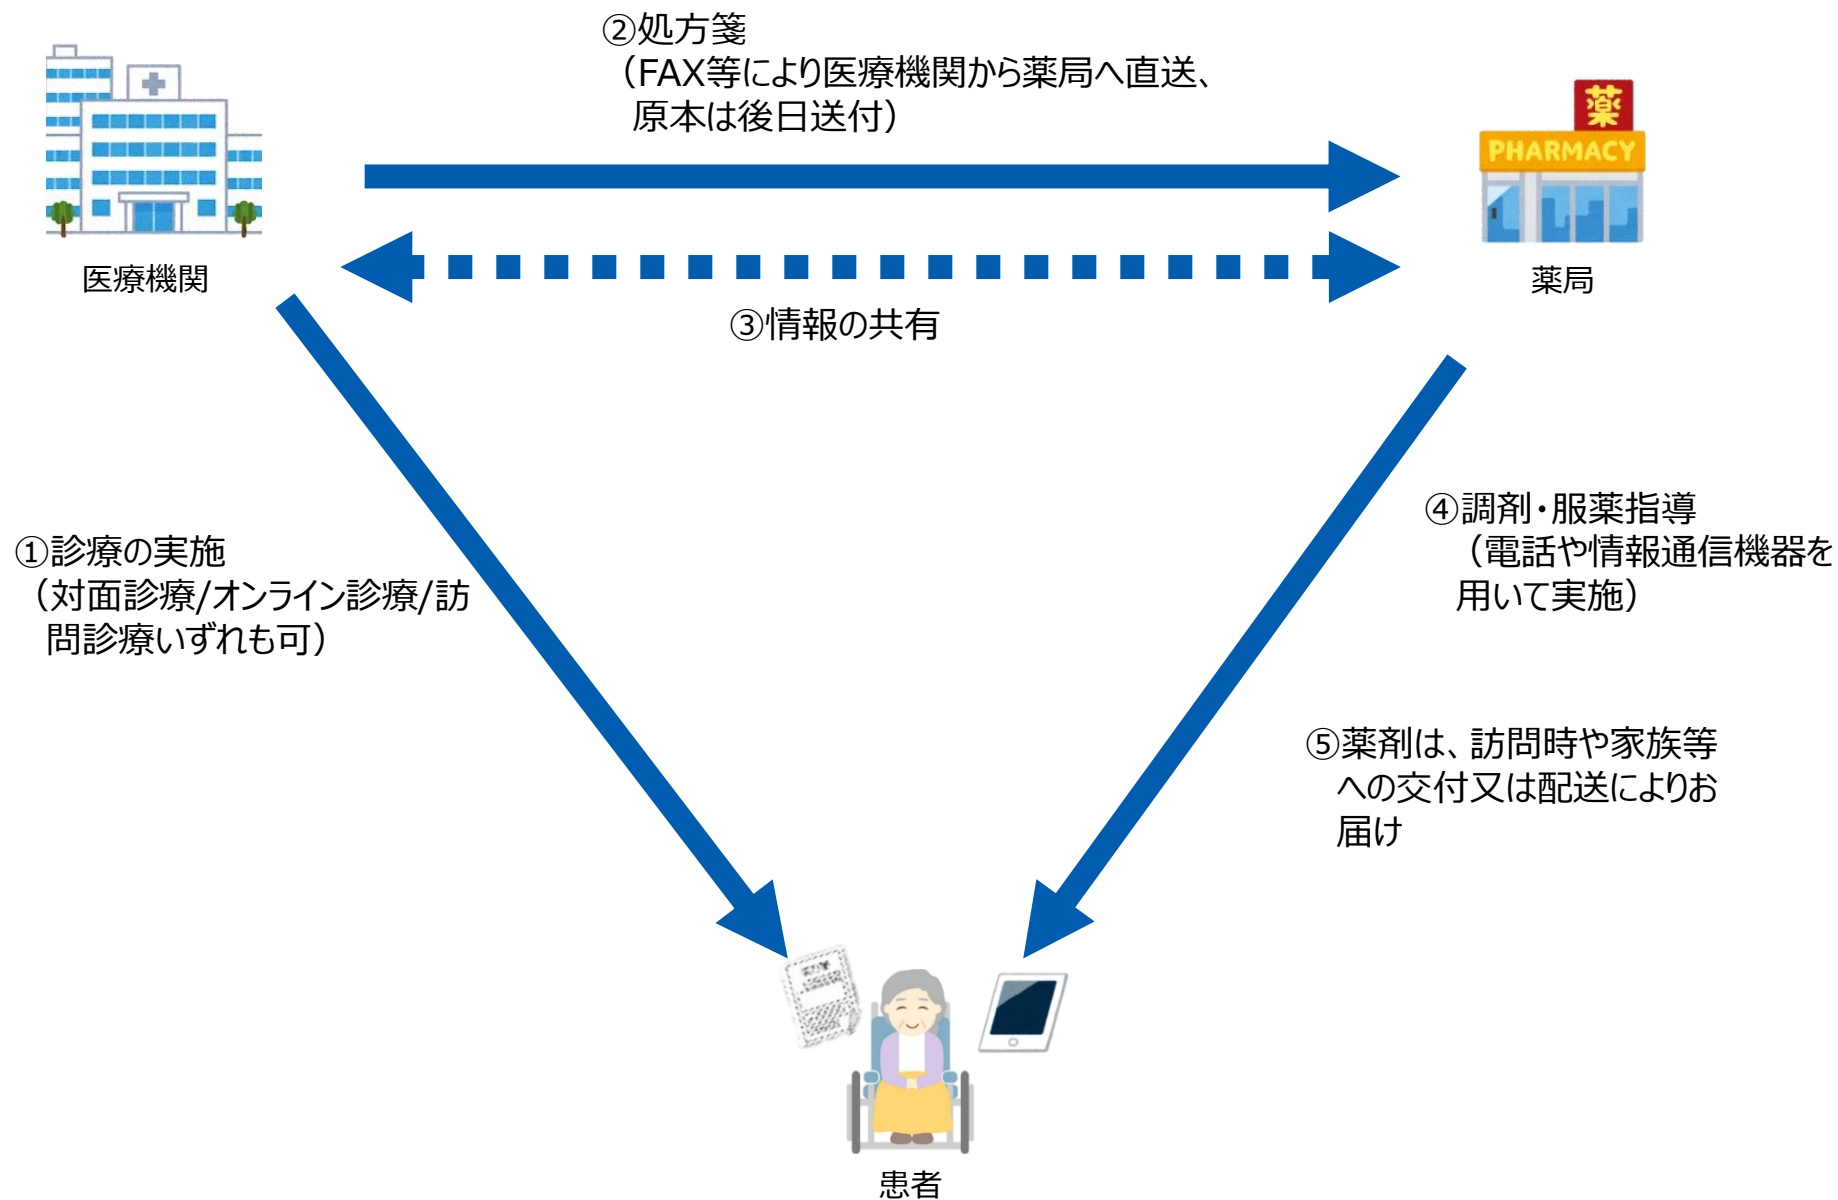 ②処方箋
（FAX等により医療機関から薬局へ直送、
原本は後日送付）
薬
PHARMACY
医療機関
薬局
③情報の共有
①診療の実施
（対面診療/オンライン診療/訪
問診療いずれも可）
④調剤・服薬指導
（電話や情報通信機器を
用いて実施）
⑤薬剤は、訪問時や家族等
への交付又は配送によりお
届け
患者